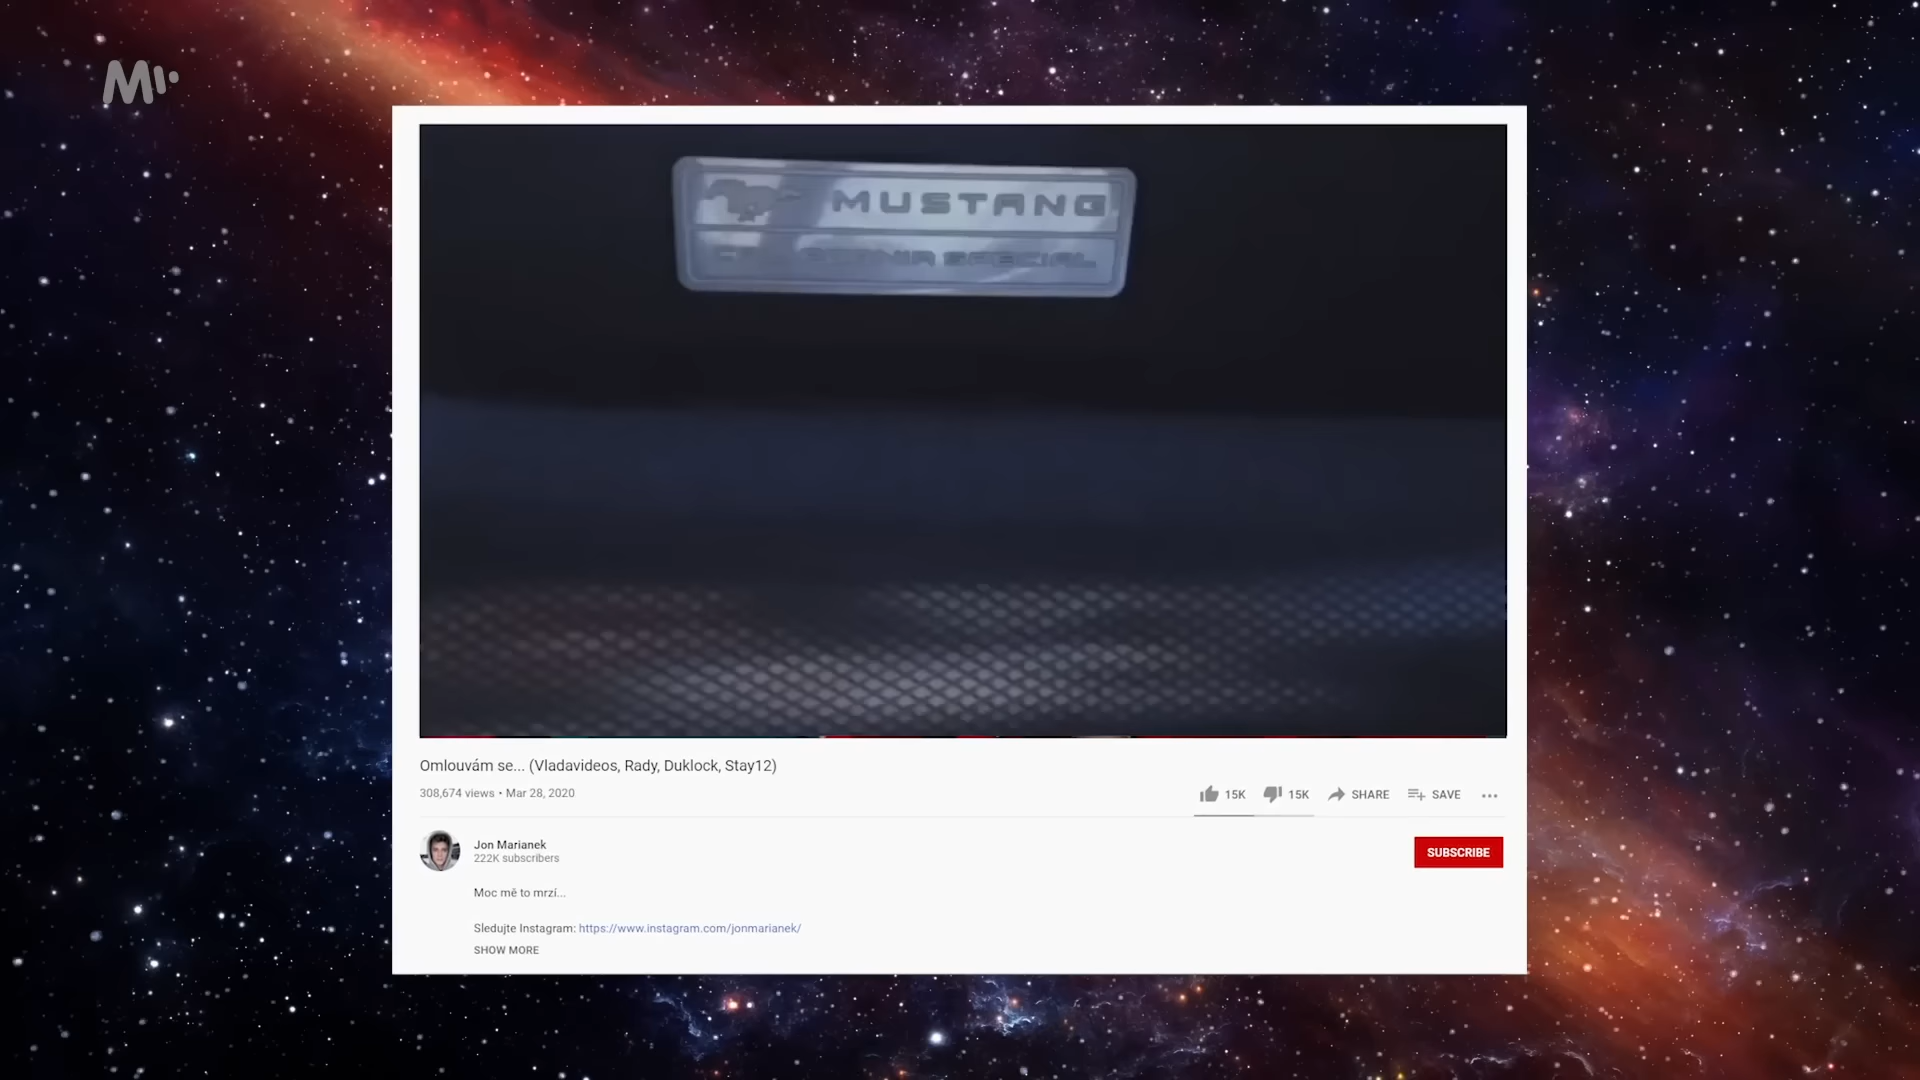 M
MUSTANG
SPECIAL
Omlouvám se... (Vladavideos, Rady, Duklock, Stay12)
308,674 views • Mar 28, 2020
15K 15K SHARE SAVE
Jon Marianek
222K subscribers
SUBSCRIBE
Moc mě to mrzí...
Sledujte Instagram: https://www.instagram.com/jonmarianek/
SHOW MORE